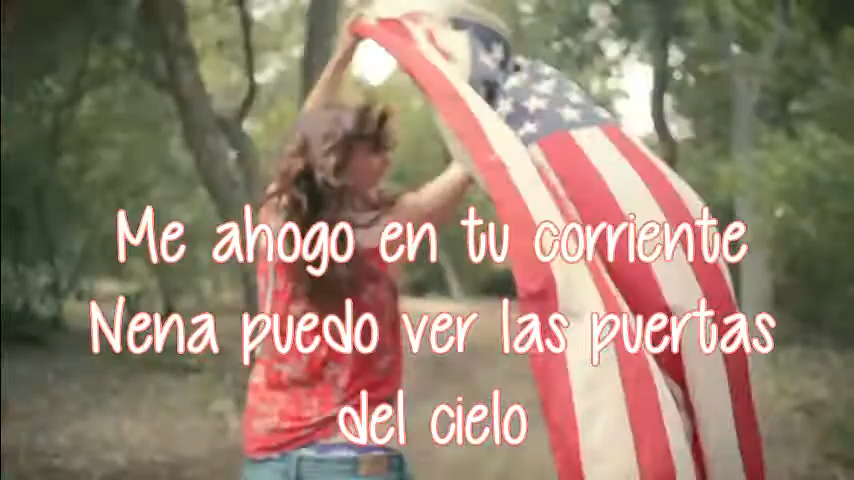 Me ahogo en tu corriente
Nena puedo ver las puertas
del cielo